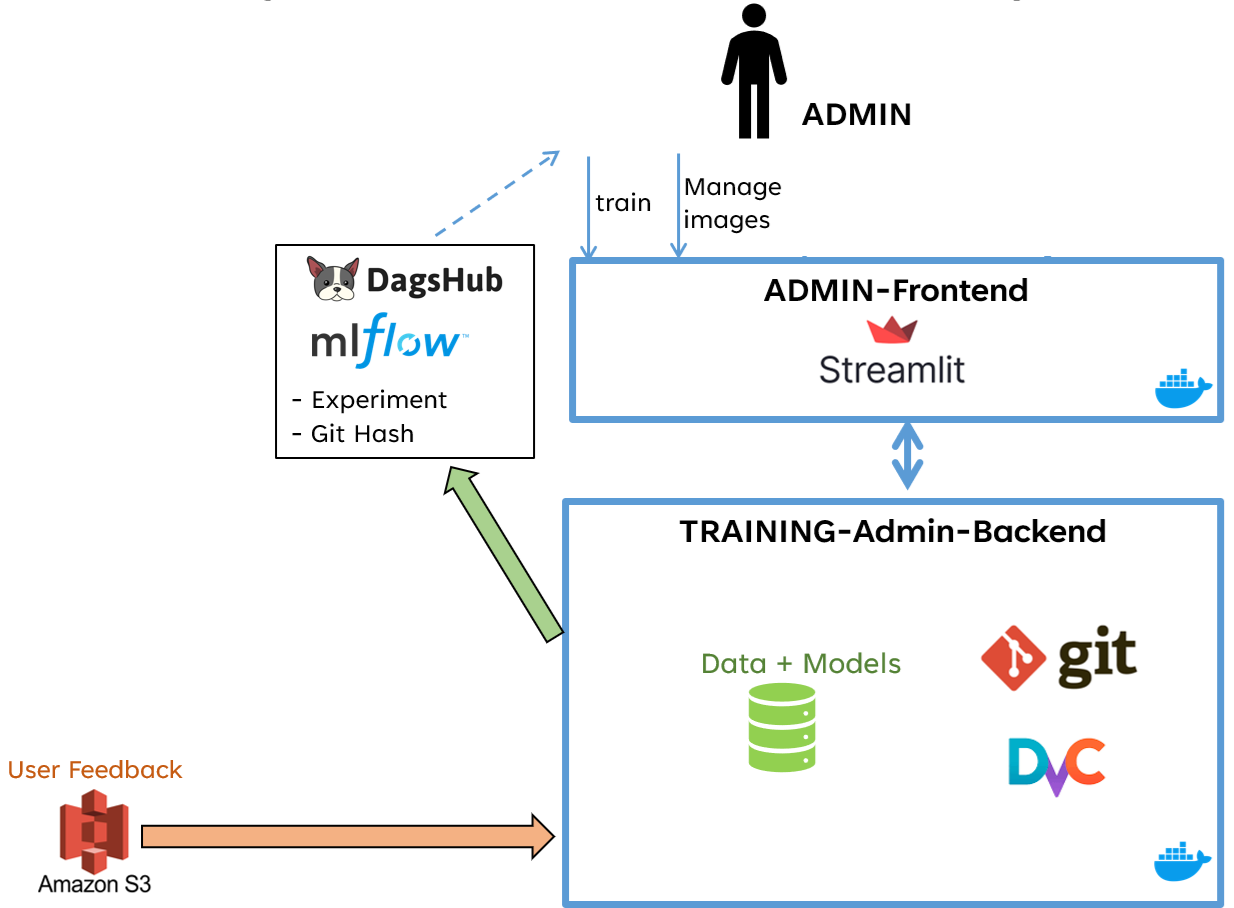 ADMIN
train
Manage
images
DagsHub
mlflow™
- Experiment
- Git Hash
ADMIN-Frontend
Streamlit
TRAINING-Admin-Backend
Data + Models
git
DVC
User Feedback
Amazon S3